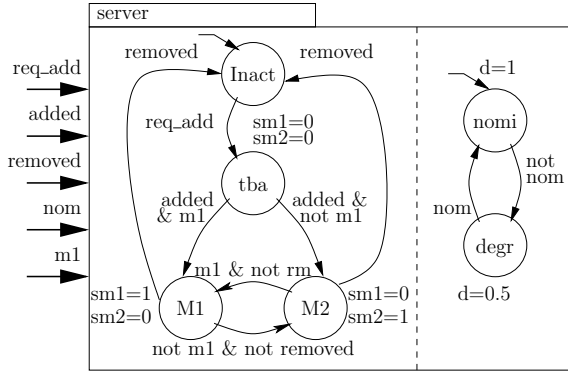 server
removed
removed
Inact
d=1
req_add
added
removed
nom
m1
req_add
sm1=0
sm2=0
nomi
tba
not
nom
added
& m1
added &
not m1
nom
degr
m1 & not rm
sm1=1
sm2=0
M1
M2
sm1=0
sm2=1
d=0.5
not m1 & not removed